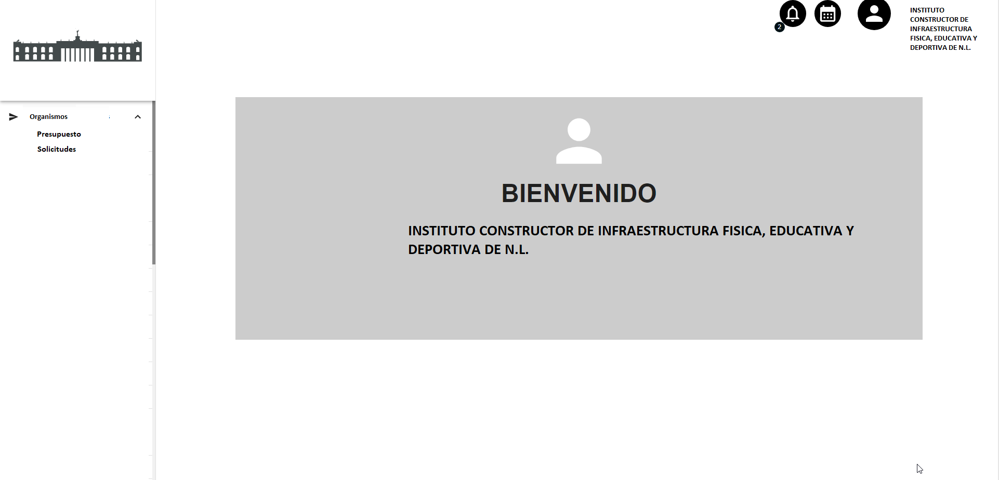 2
INSTITUTO
CONSTRUCTOR DE
INFRAESTRUCTURA
FISICA, EDUCATIVA Y
DEPORTIVA DE N.L.
Organismos
Presupuesto
Solicitudes
BIENVENIDO
INSTITUTO CONSTRUCTOR DE INFRAESTRUCTURA FISICA, EDUCATIVA Y
DEPORTIVA DE N.L.